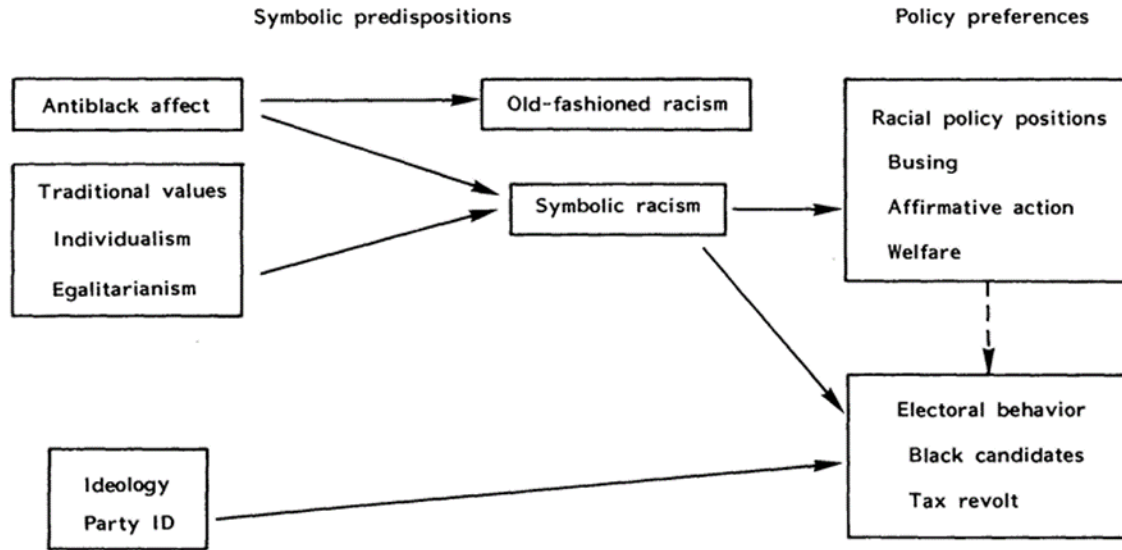 Symbolic predispositions
Policy preferences
Antiblack affect
Old-fashioned racism
Traditional values
Individualism
Egalitarianism
Symbolic racism
Racial policy positions
Busing
Affirmative action
Welfare
Ideology
Party ID
Electoral behavior
Black candidates
Tax revolt